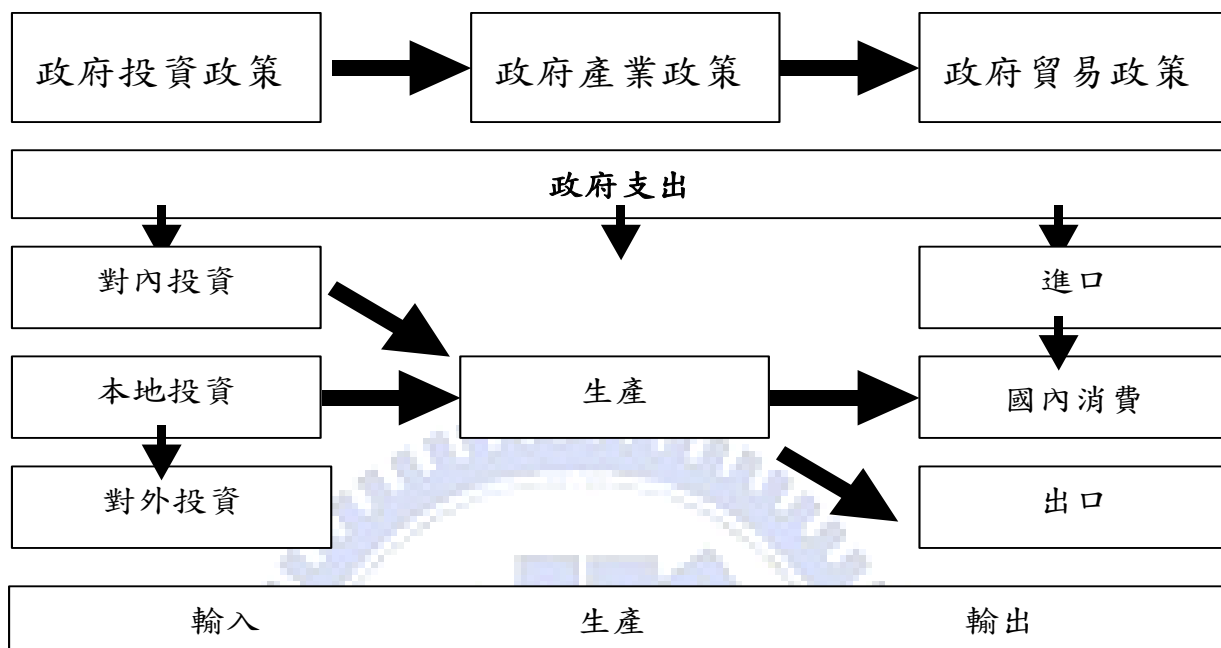 政府投資政策 政府產業政策 政府貿易政策
政府支出
對內投資 進口
本地投資 生產 國內消費
對外投資 出口
輸入 生產 輸出